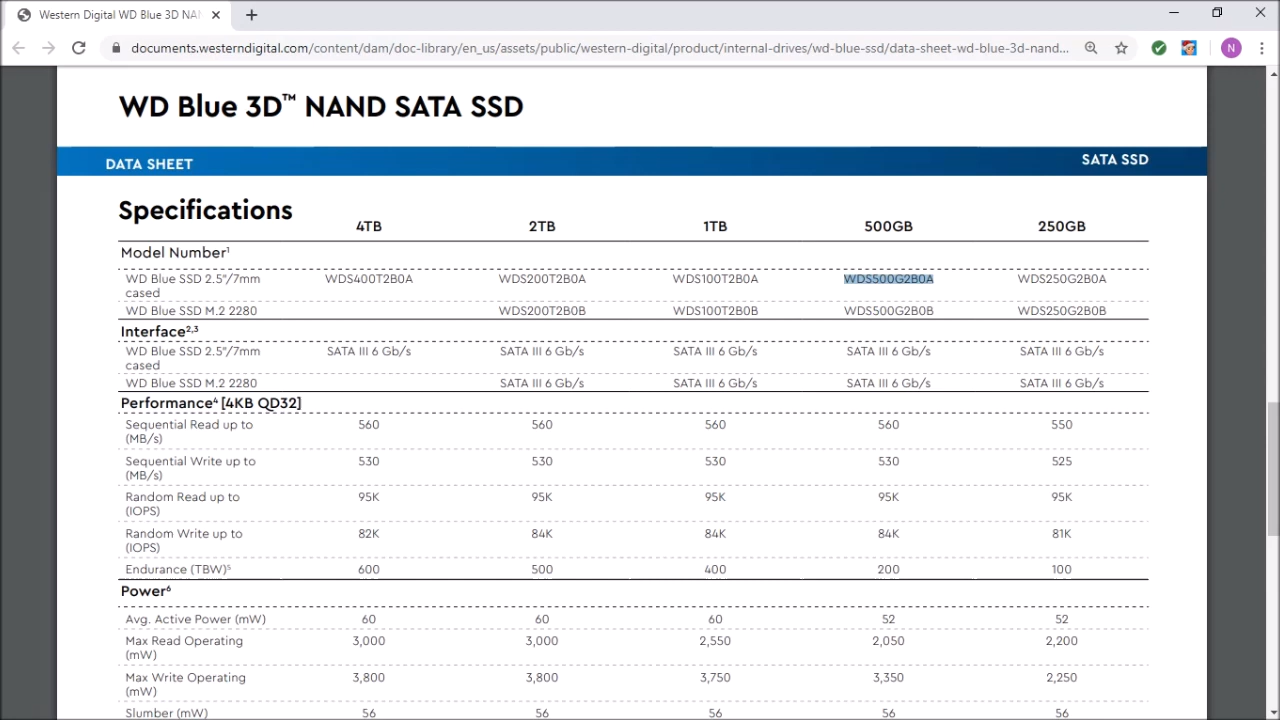 Western Digital WD Blue 3D NAN
documents.westerndigital.com/content/dam/doc-library/en_us/assets/public/western-digital/product/internal-drives/wd-blue-ssd/data-sheet-wd-blue-3d-nand...
N
WD Blue 3D™ NAND SATA SSD
DATA SHEET SATA SSD
Specifications
4TB 2TB 1TB 500GB 250GB
Model Number¹
WD Blue SSD 2.5"/7mm WDS400T2B0A WDS200T2B0A WDS100T2B0A WDS500G2B0A WDS250G2B0A
cased
WD Blue SSD M.2 2280 WDS200T2B0B WDS100T2B0B WDS500G2B0B WDS250G2B0B
Interface²,³
WD Blue SSD 2.5"/7mm SATA III 6 Gb/s SATA III 6 Gb/s SATA III 6 Gb/s SATA III 6 Gb/s SATA III 6 Gb/s
cased
WD Blue SSD M.2 2280 SATA III 6 Gb/s SATA III 6 Gb/s SATA III 6 Gb/s SATA III 6 Gb/s
Performance⁴ [4KB QD32]
Sequential Read up to 560 560 560 560 550
(MB/s)
Sequential Write up to 530 530 530 530 525
(MB/s)
Random Read up to 95K 95K 95K 95K 95K
(IOPS)
Random Write up to 82K 84K 84K 84K 81K
(IOPS)
Endurance (TBW)⁵ 600 500 400 200 100
Power⁶
Avg. Active Power (mW) 60 60 60 52 52
Max Read Operating 3,000 3,000 2,550 2,050 2,200
(mW)
Max Write Operating 3,800 3,800 3,750 3,350 2,250
(mW)
Slumber (mW) 56 56 56 56 56